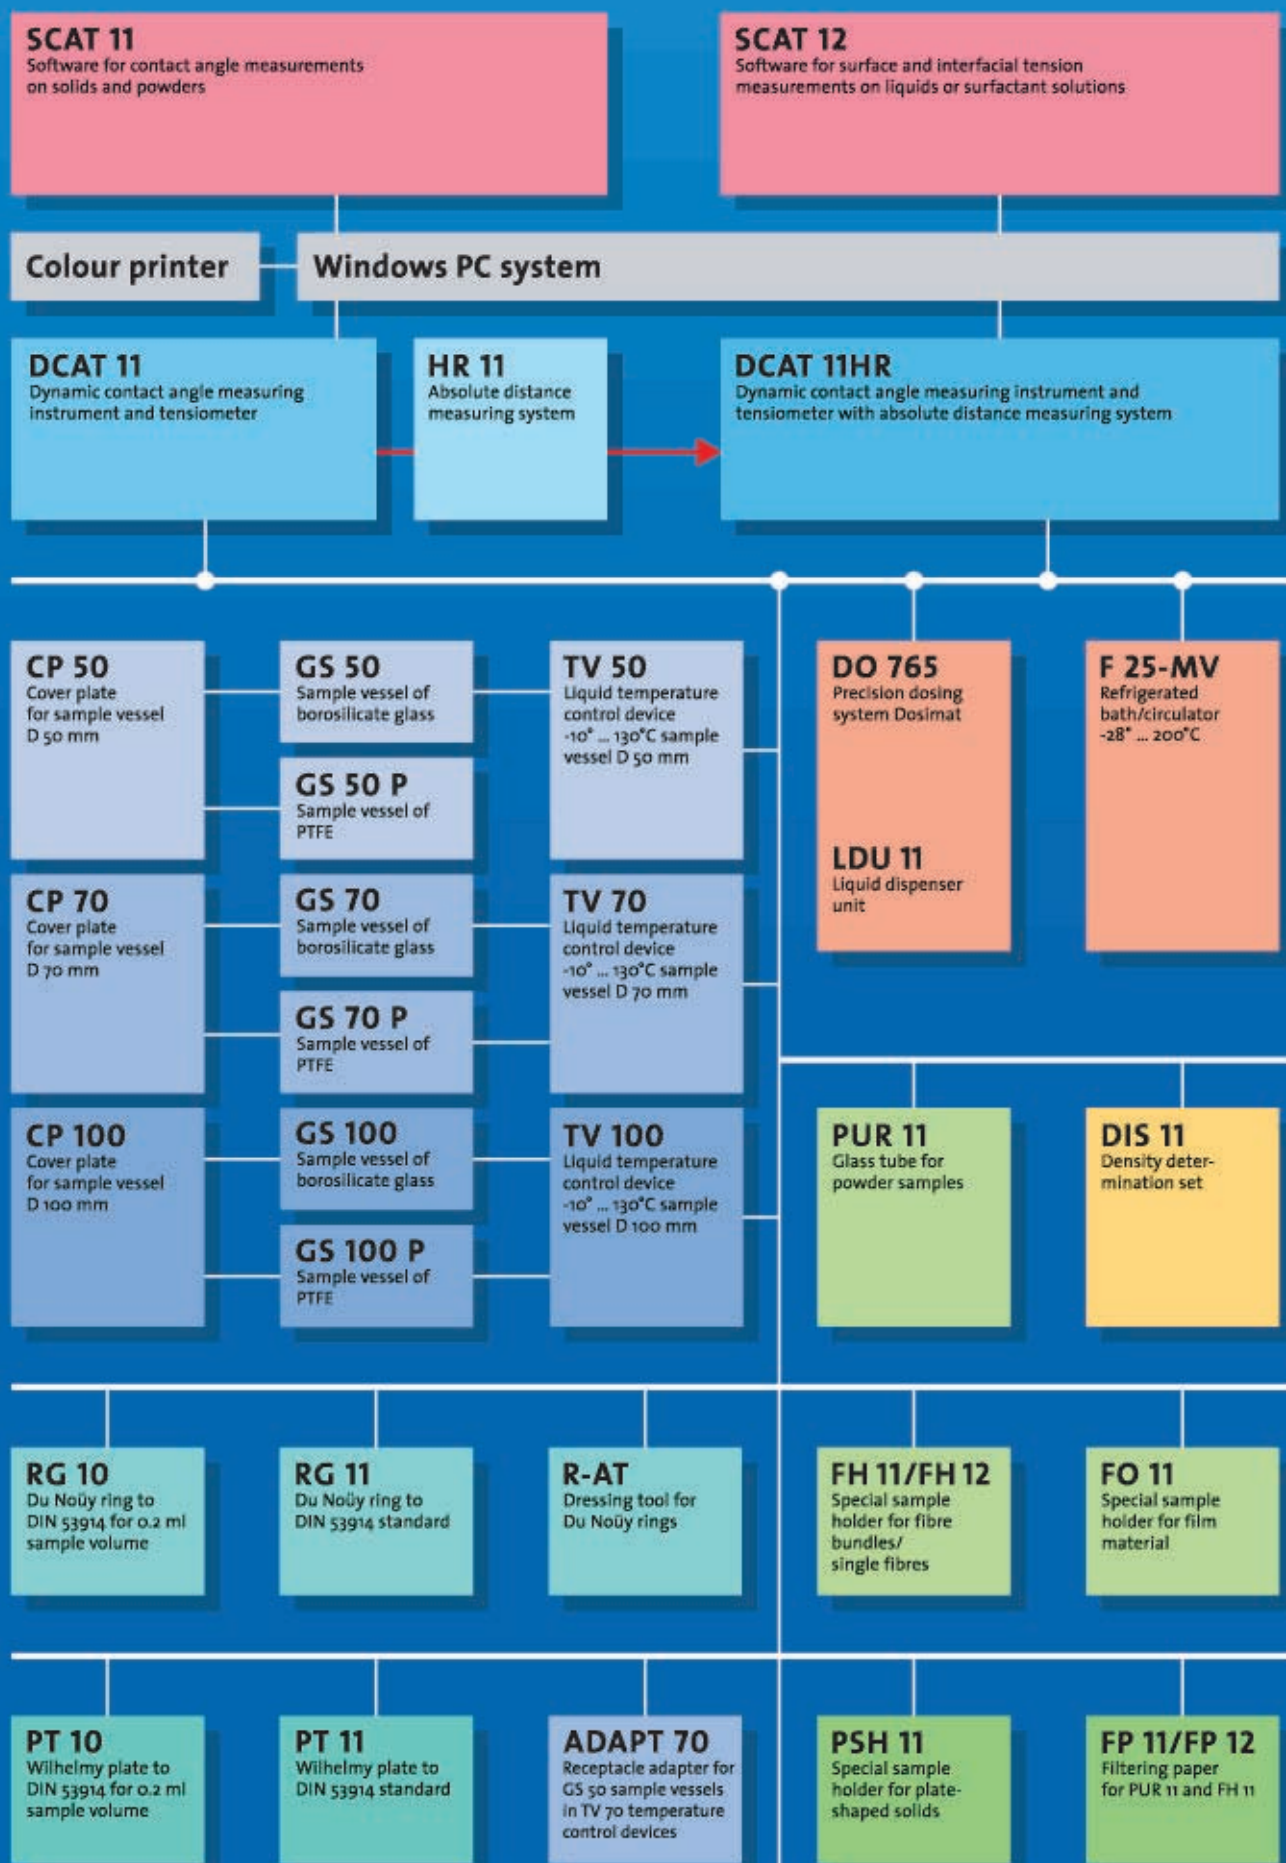 SCAT 11
Software for contact angle measurements
on solids and powders
SCAT 12
Software for surface and interfacial tension
measurements on liquids or surfactant solutions
Colour printer
Windows PC system
DCAT 11
Dynamic contact angle measuring
instrument and tensiometer
HR 11
Absolute distance
measuring system
DCAT 11HR
Dynamic contact angle measuring instrument and
tensiometer with absolute distance measuring system
CP 50
Cover plate
for sample vessel
D 50 mm
GS 50
Sample vessel of
borosilicate glass
GS 50 P
Sample vessel of
PTFE
TV 50
Liquid temperature
control device
-10° ... 130°C sample
vessel D 50 mm
DO 765
Precision dosing
system Dosimat
LDU 11
Liquid dispenser
unit
F 25-MV
Refrigerated
bath/circulator
-28° ... 200°C
CP 70
Cover plate
for sample vessel
D 70 mm
GS 70
Sample vessel of
borosilicate glass
GS 70 P
Sample vessel of
PTFE
TV 70
Liquid temperature
control device
-10° ... 130°C sample
vessel D 70 mm
CP 100
Cover plate
for sample vessel
D 100 mm
GS 100
Sample vessel of
borosilicate glass
GS 100 P
Sample vessel of
PTFE
TV 100
Liquid temperature
control device
-10° ... 130°C sample
vessel D 100 mm
PUR 11
Glass tube for
powder samples
DIS 11
Density deter-
mination set
RG 10
Du Noüy ring to
DIN 53914 for 0.2 ml
sample volume
RG 11
Du Noüy ring to
DIN 53914 standard
R-AT
Dressing tool for
Du Noüy rings
FH 11/FH 12
Special sample
holder for fibre
bundles/
single fibres
FO 11
Special sample
holder for film
material
PT 10
Wilhelmy plate to
DIN 53914 for 0.2 ml
sample volume
PT 11
Wilhelmy plate to
DIN 53914 standard
ADAPT 70
Receptacle adapter for
GS 50 sample vessels
in TV 70 temperature
control devices
PSH 11
Special sample
holder for plate-
shaped solids
FP 11/FP 12
Filtering paper
for PUR 11 and FH 11